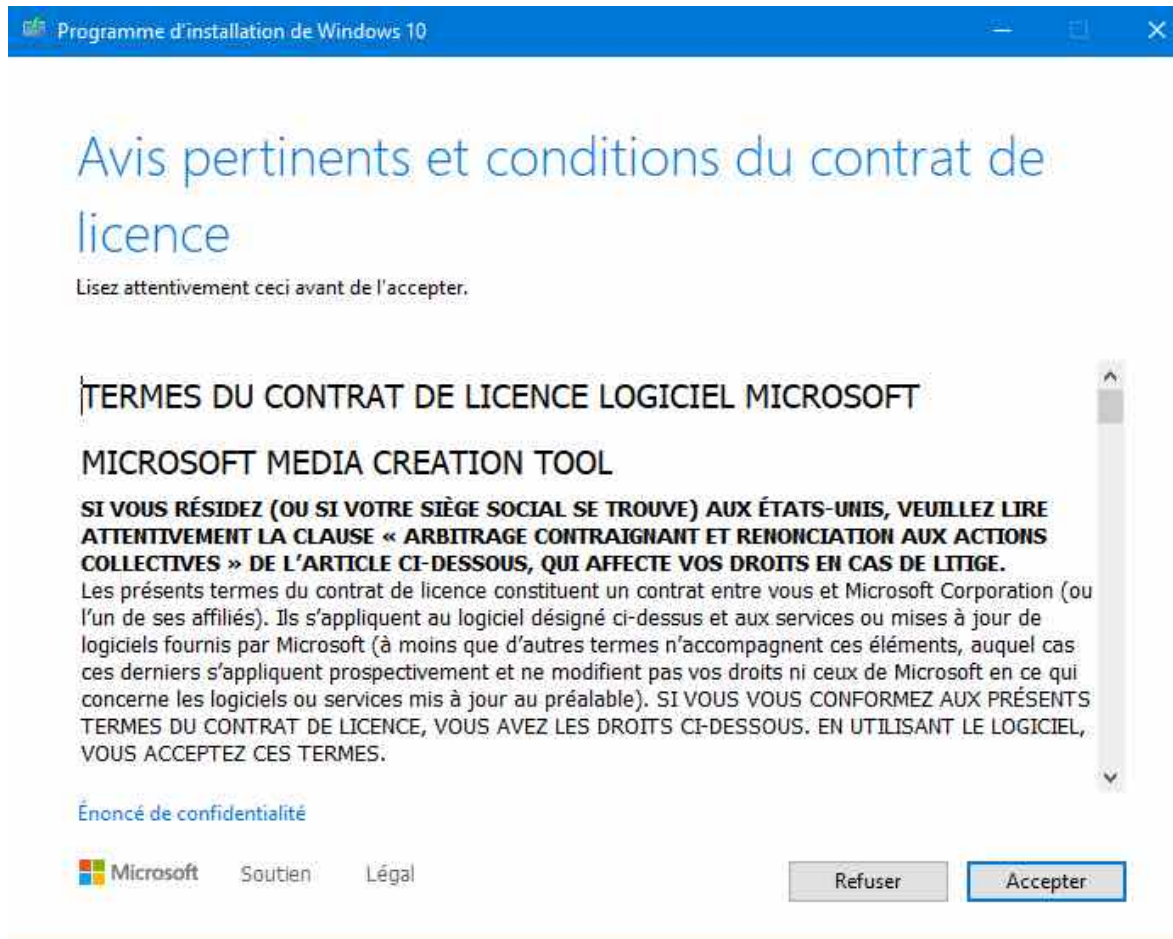 Programme d'installation de Windows 10
Avis pertinents et conditions du contrat de
licence
Lisez attentivement ceci avant de l'accepter.
TERMES DU CONTRAT DE LICENCE LOGICIEL MICROSOFT
MICROSOFT MEDIA CREATION TOOL
SI VOUS RÉSIDEZ (OU SI VOTRE SIÈGE SOCIAL SE TROUVE) AUX ÉTATS-UNIS, VEUILLEZ LIRE
ATTENTIVEMENT LA CLAUSE « ARBITRAGE CONTRAIGNANT ET RENONCIATION AUX ACTIONS
COLLECTIVES » DE L’ARTICLE CI-DESSOUS, QUI AFFECTE VOS DROITS EN CAS DE LITIGE.
Les présents termes du contrat de licence constituent un contrat entre vous et Microsoft Corporation (ou
l’un de ses affiliés). Ils s’appliquent au logiciel désigné ci-dessus et aux services ou mises à jour de
logiciels fournis par Microsoft (à moins que d’autres termes n’accompagnent ces éléments, auquel cas
ces derniers s’appliquent prospectivement et ne modifient pas vos droits ni ceux de Microsoft en ce qui
concerne les logiciels ou services mis à jour au préalable). SI VOUS VOUS CONFORMEZ AUX PRÉSENTS
TERMES DU CONTRAT DE LICENCE, VOUS AVEZ LES DROITS CI-DESSOUS. EN UTILISANT LE LOGICIEL,
VOUS ACCEPTEZ CES TERMES.
Énoncé de confidentialité
Microsoft Soutien Légal Refuser Accepter